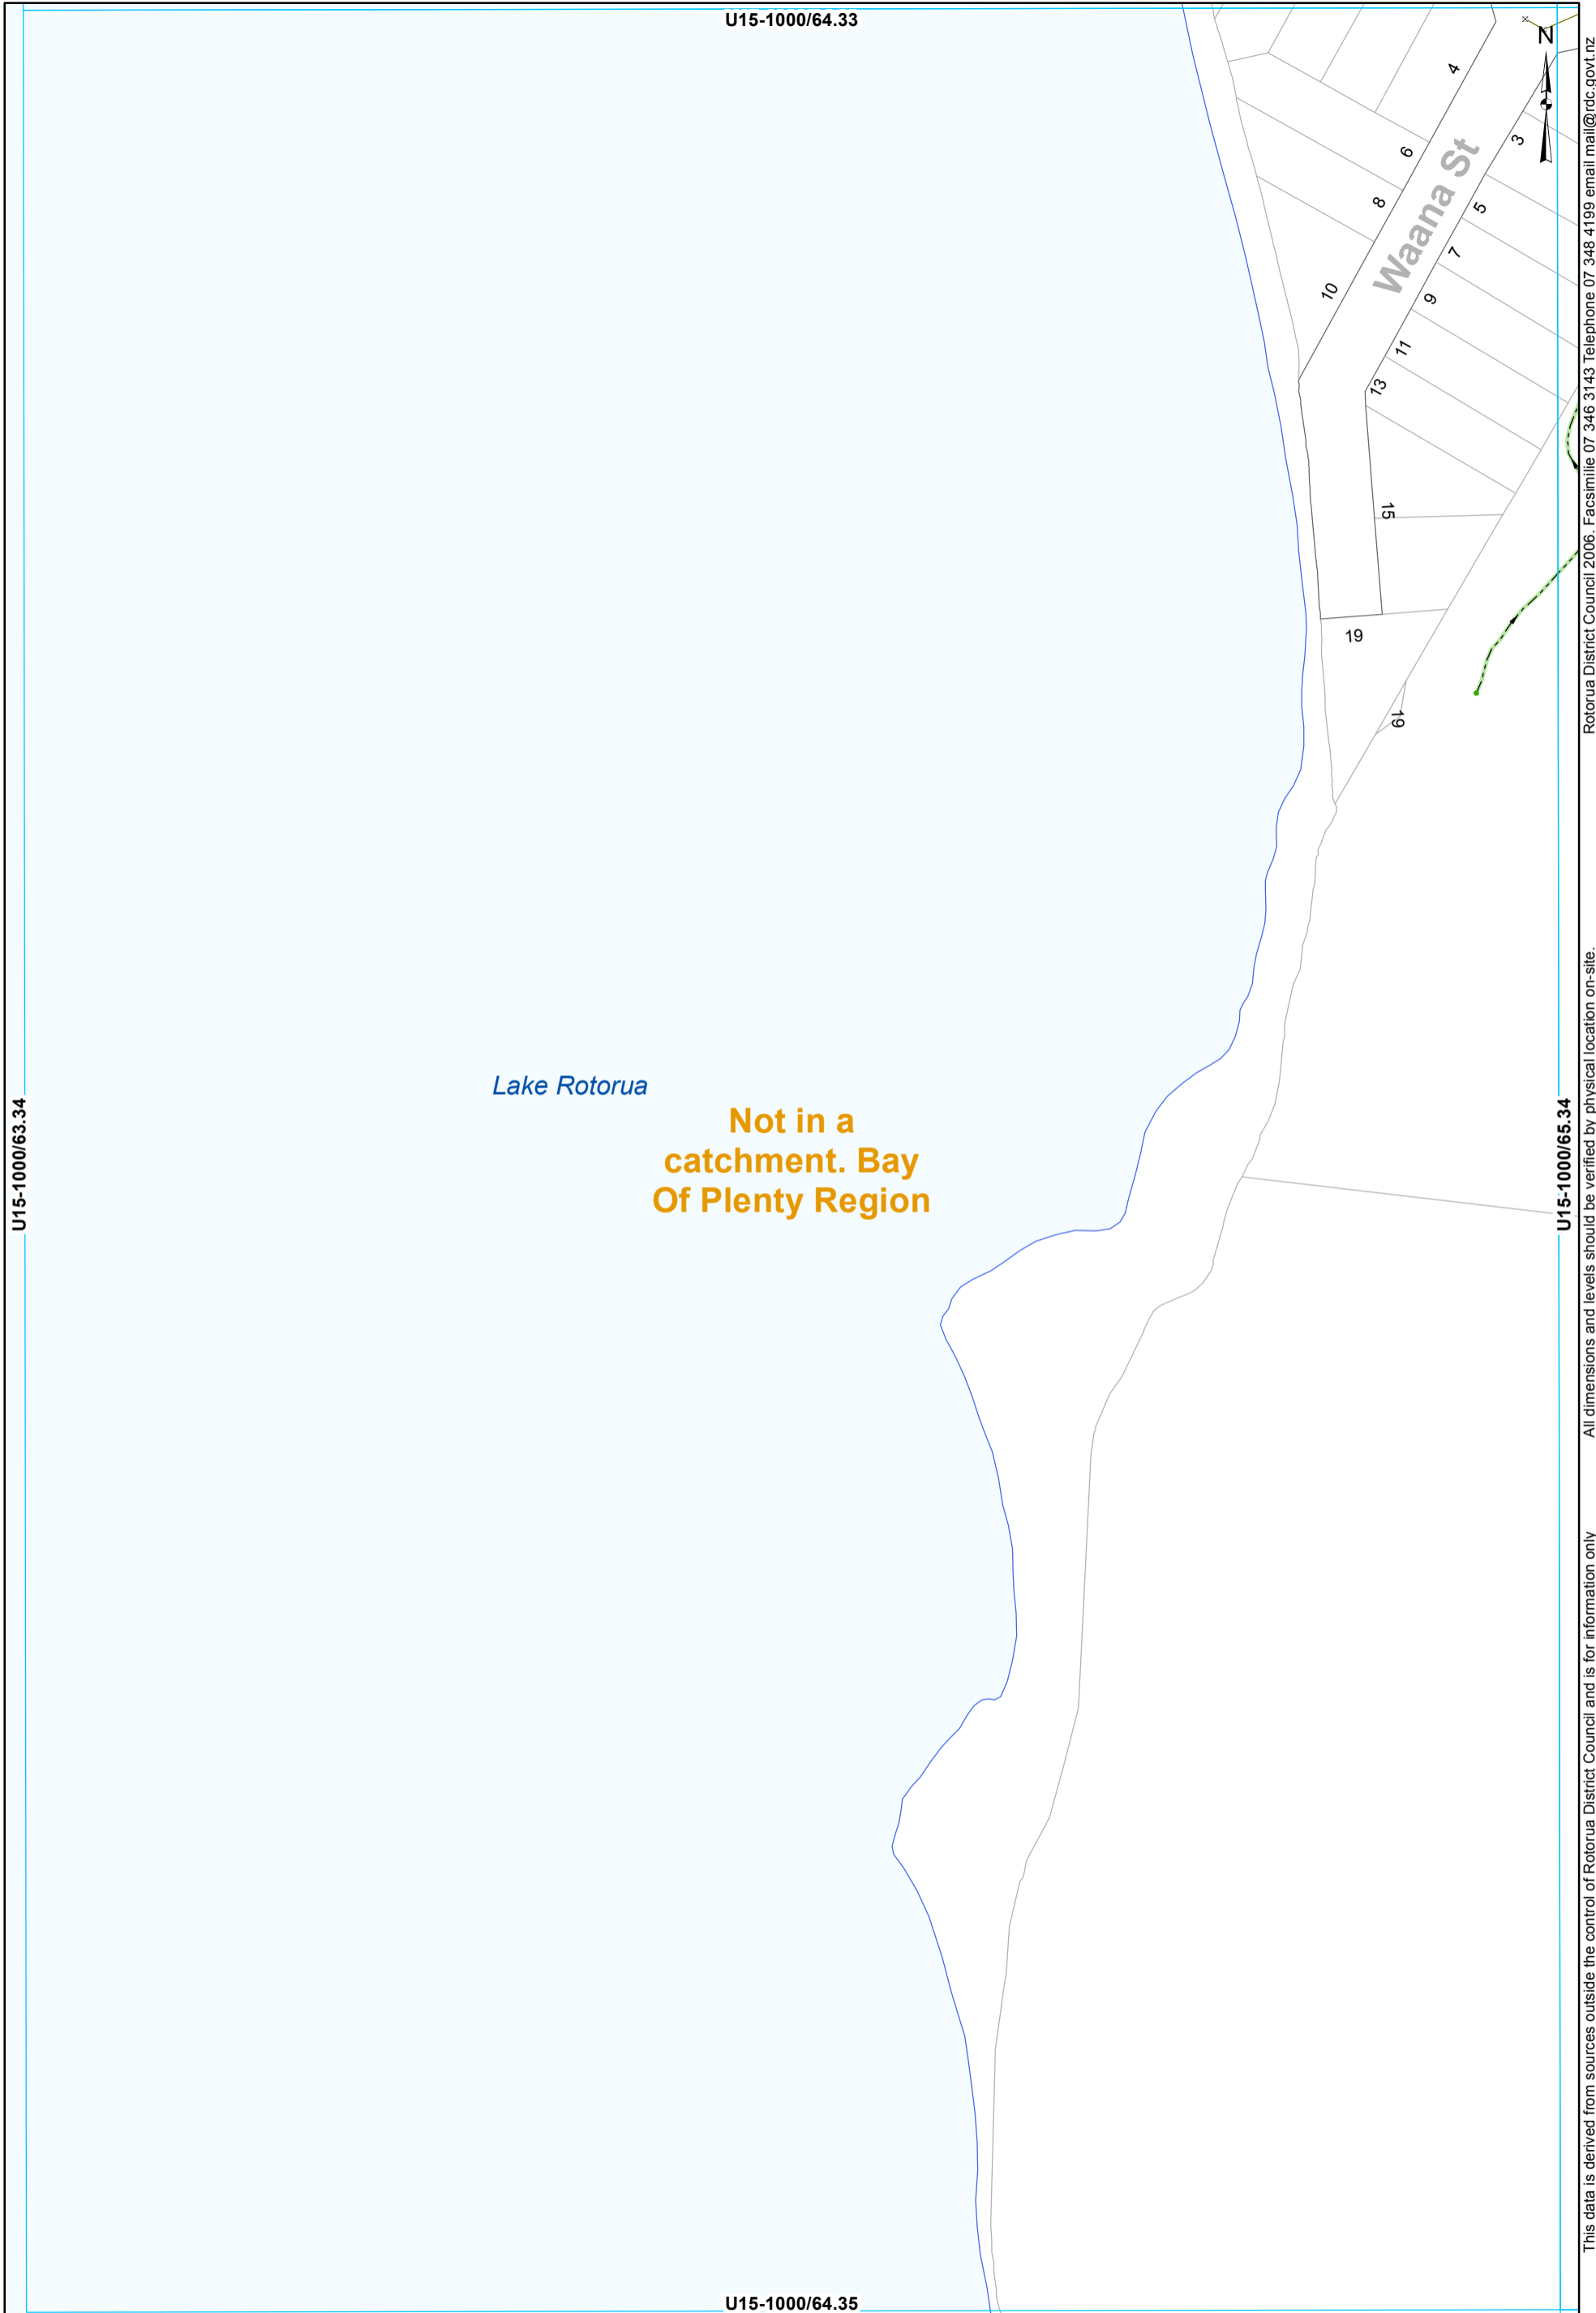 U15-1000/64.33
N
4
6
8
10
Waana St
3
5
7
9
11
13
15
19
19
Lake Rotorua
Not in a
catchment. Bay
Of Plenty Region
U15-1000/63.34
U15-1000/65.34
U15-1000/64.35
This data is derived from sources outside the control of Rotorua District Council and is for information only
All dimensions and levels should be verified by physical location on-site.
Rotorua District Council 2006. Facsimilie 07 346 3143 Telephone 07 348 4199 email mail@rdc.govt.nz